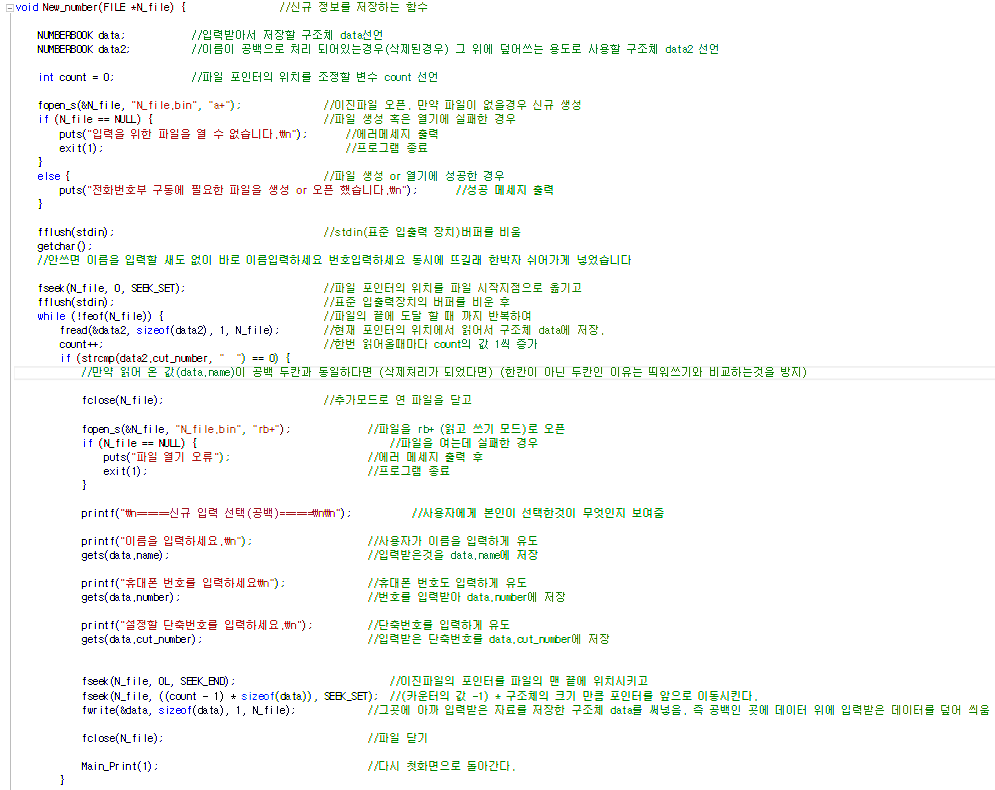 void New_number(FILE *N_file) { //신규 정보를 저장하는 함수
NUMBERBOOK data; //입력받아서 저장할 구조체 data선언
NUMBERBOOK data2; //이름이 공백으로 처리 되어있는경우(삭제된경우) 그 위에 덮어쓰는 용도로 사용할 구조체 data2 선언
int count = 0; //파일 포인터의 위치를 조정할 변수 count 선언
fopen_s(&N_file, "N_file.bin", "a+"); //이진파일 오픈. 만약 파일이 없을경우 신규 생성
if (N_file == NULL) { //파일 생성 혹은 열기에 실패한 경우
puts("입력을 위한 파일을 열 수 없습니다.₩n"); //에러메세지 출력
exit(1); //프로그램 종료
}
else { //파일 생성 or 열기에 성공한 경우
puts("전화번호부 구동에 필요한 파일을 생성 or 오픈 했습니다.₩n"); //성공 메세지 출력
}
fflush(stdin); //stdin(표준 입출력 장치)버퍼를 비움
getchar();
//안쓰면 이름을 입력할 새도 없이 바로 이름입력하세요 번호입력하세요 동시에 뜨길래 한박자 쉬어가게 넣었습니다
fseek(N_file, 0, SEEK_SET); //파일 포인터의 위치를 파일 시작지점으로 옮기고
fflush(stdin); //표준 입출력장치의 버퍼를 비운 후
while (!feof(N_file)) { //파일의 끝에 도달 할 때 까지 반복하여
fread(&data2, sizeof(data2), 1, N_file); //현재 포인터의 위치에서 읽어서 구조체 data에 저장.
count++; //한번 읽어올때마다 count의 값 1씩 증가
if (strcmp(data2.cut_number, "  ") == 0) {
//만약 읽어 온 값(data.name)이 공백 두칸과 동일하다면 (삭제처리가 되었다면) (한칸이 아닌 두칸인 이유는 띄워쓰기와 비교하는것을 방지)
fclose(N_file); //추가모드로 연 파일을 닫고
fopen_s(&N_file, "N_file.bin", "rb+"); //파일을 rb+ (읽고 쓰기 모드)로 오픈
if (N_file == NULL) { //파일을 여는데 실패한 경우
puts("파일 열기 오류"); //에러 메세지 출력 후
exit(1); //프로그램 종료
}
printf("₩n=====신규 입력 선택(공백)=====₩n₩n"); //사용자에게 본인이 선택한것이 무엇인지 보여줌
printf("이름을 입력하세요.₩n"); //사용자가 이름을 입력하게 유도
gets(data.name); //입력받은것을 data.name에 저장
printf("휴대폰 번호를 입력하세요₩n"); //휴대폰 번호도 입력하게 유도
gets(data.number); //번호를 입력받아 data.number에 저장
printf("설정할 단축번호를 입력하세요.₩n"); //단축번호를 입력하게 유도
gets(data.cut_number); //입력받은 단축번호를 data.cut_number에 저장
fseek(N_file, 0L, SEEK_END); //이진파일의 포인터를 파일의 맨 끝에 위치시키고
fseek(N_file, ((count - 1) * sizeof(data)), SEEK_SET); //(카운터의 값 -1) * 구조체의 크기 만큼 포인터를 앞으로 이동시킨다.
fwrite(&data, sizeof(data), 1, N_file); //그곳에 아까 입력받은 자료를 저장한 구조체 data를 써넣음. 즉 공백인 곳에 데이터 위에 입력받은 데이터를 덮어 씌움
fclose(N_file); //파일 닫기
Main_Print(1); //다시 첫화면으로 돌아간다.
}